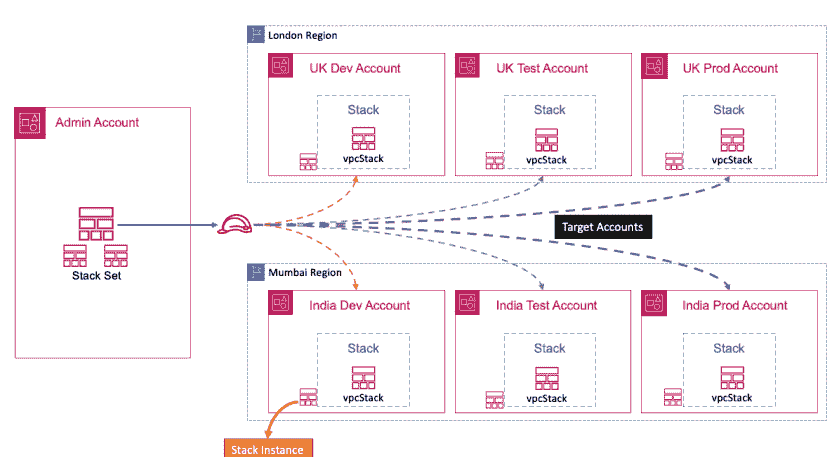 London Region
UK Dev Account
UK Test Account
UK Prod Account
Stack
Stack
Stack
vpcStack
vpcStack
vpcStack
Admin Account
Stack Set
Target Accounts
Mumbai Region
India Dev Account
India Test Account
India Prod Account
Stack
Stack
Stack
vpcStack
vpcStack
vpcStack
Stack Instance